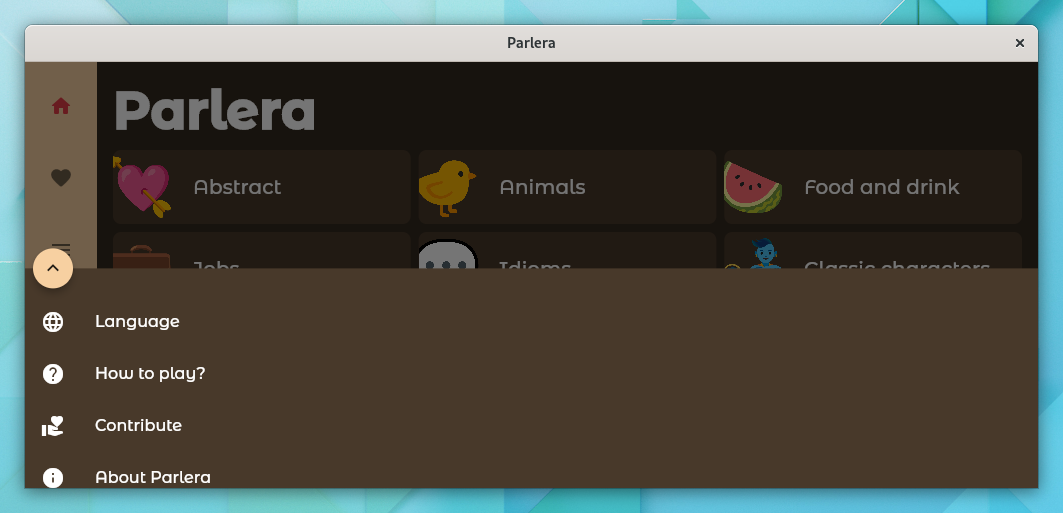 Parlera
Parlera
Abstract
Animals
Food and drink
Jobs
Idioms
Classic characters
Language
How to play?
Contribute
About Parlera